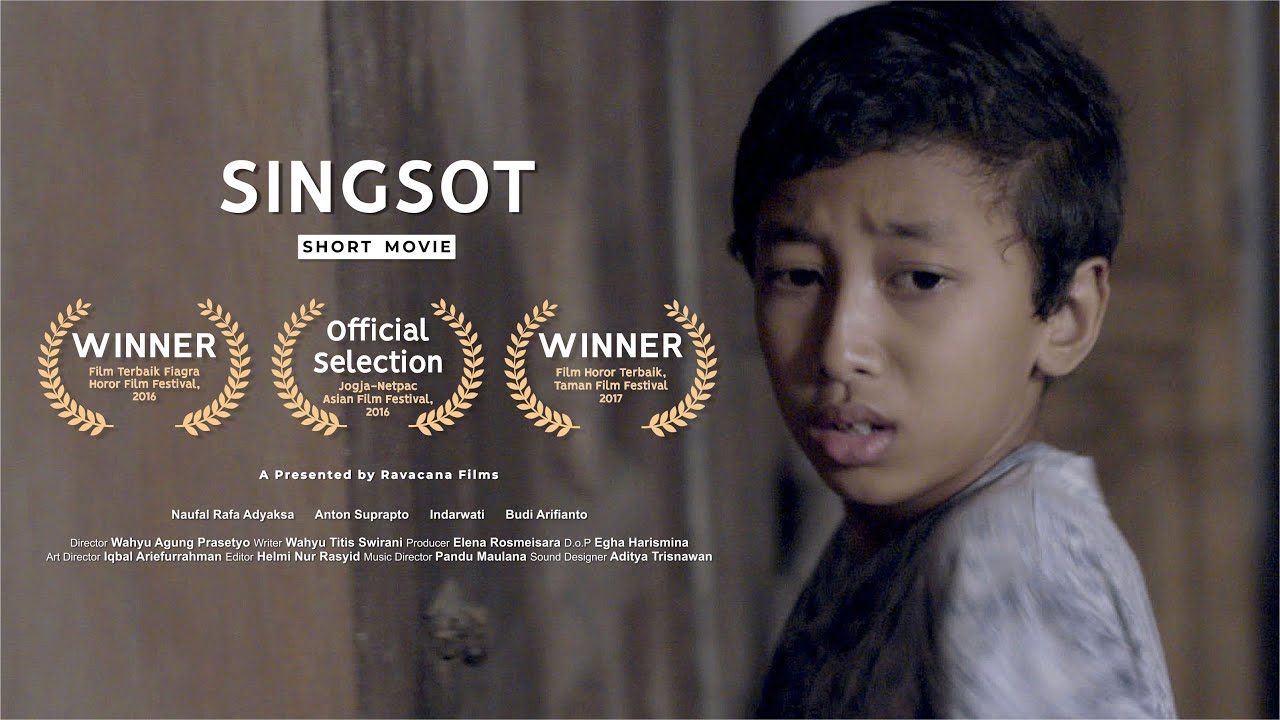 SINGSOT
SHORT MOVIE
WINNER
Film Terbaik Fiagra
Horor Film Festival,
2016
Official
Selection
Jogja-Netpac
Asian Film Festival,
2016
WINNER
Film Horor Terbaik,
Taman Film Festival
2017
A Presented by Ravacana Films
Naufal Rafa Adyaksa Anton Suprapto Indarwati Budi Arifianto
Director Wahyu Agung Prasetyo Writer Wahyu Titis Swirani Producer Elena Rosmeisara D.o.P Egha Harismina
Art Director Iqbal Ariefurrahman Editor Helmi Nur Rasyid Music Director Pandu Maulana Sound Designer Aditya Trisnawan